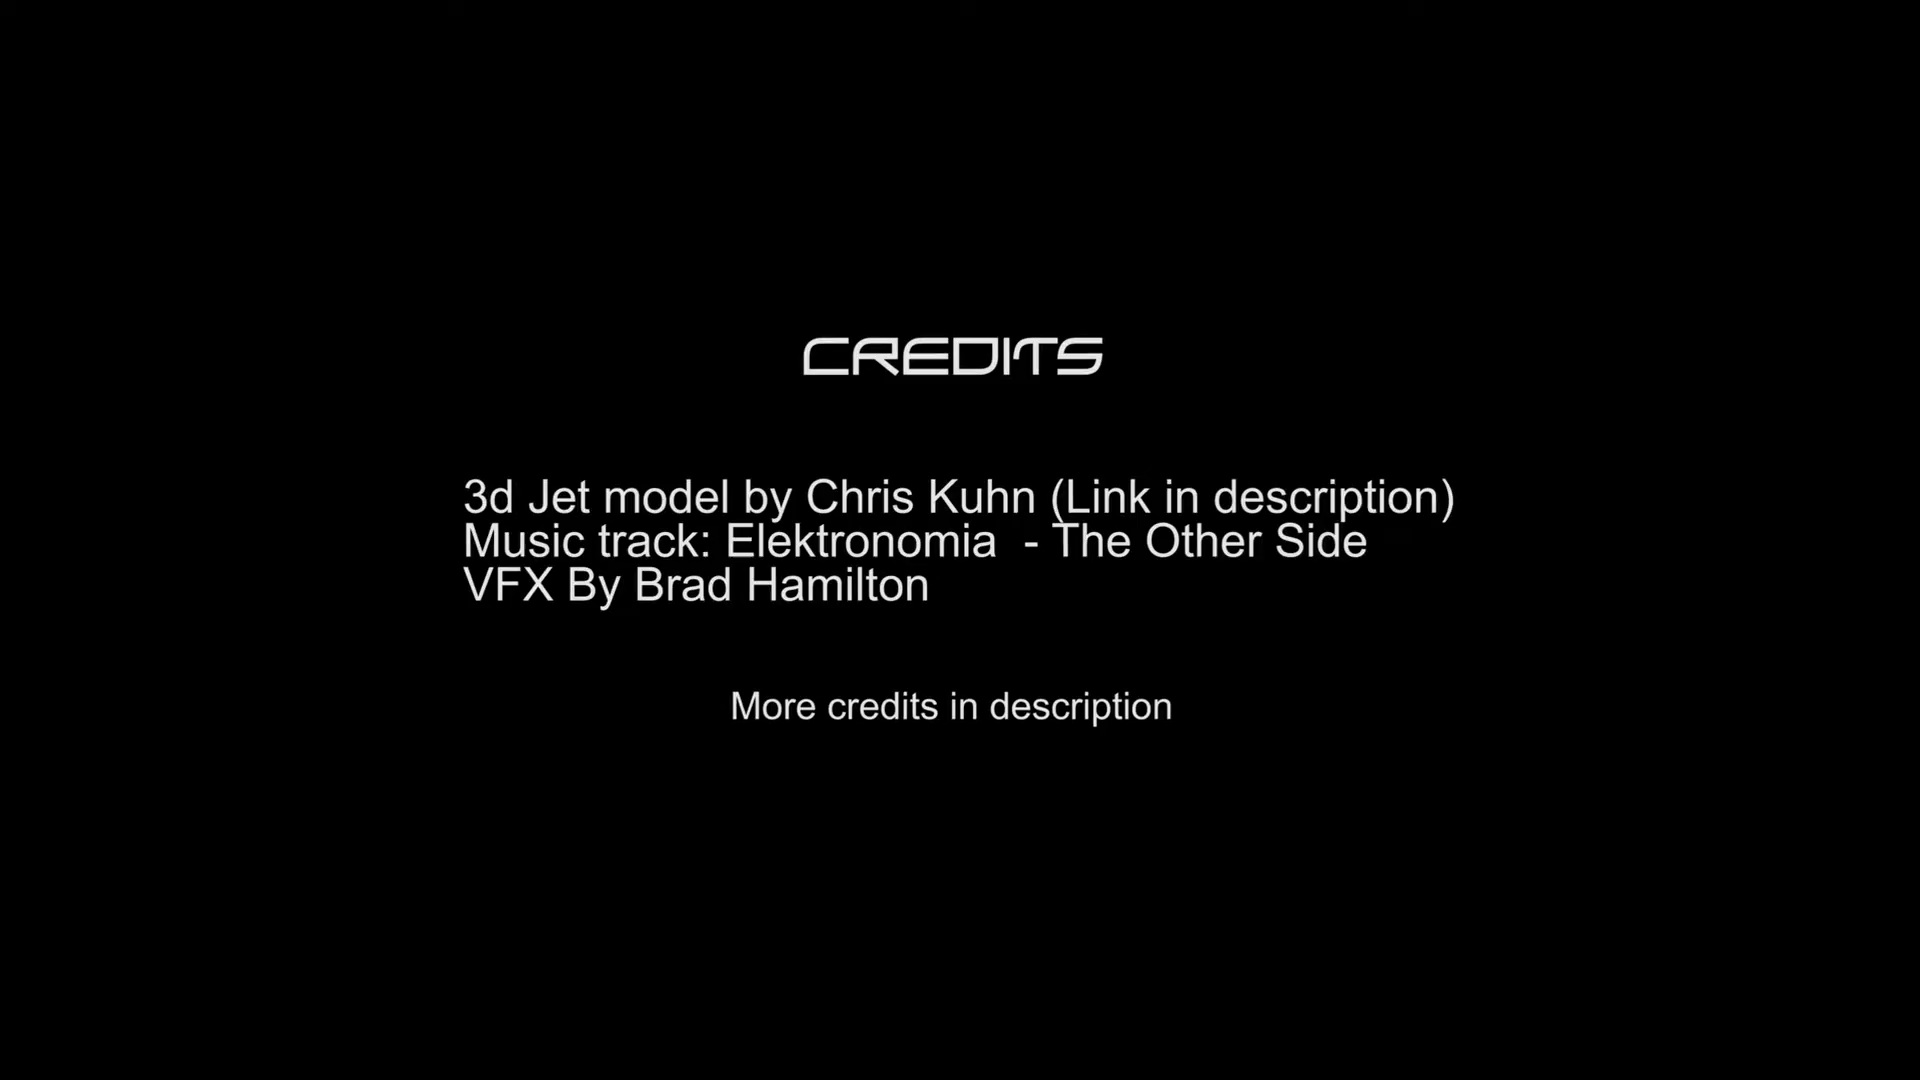 CREDITS
3d Jet model by Chris Kuhn (Link in description)
Music track: Elektronomia  - The Other Side
VFX By Brad Hamilton
More credits in description